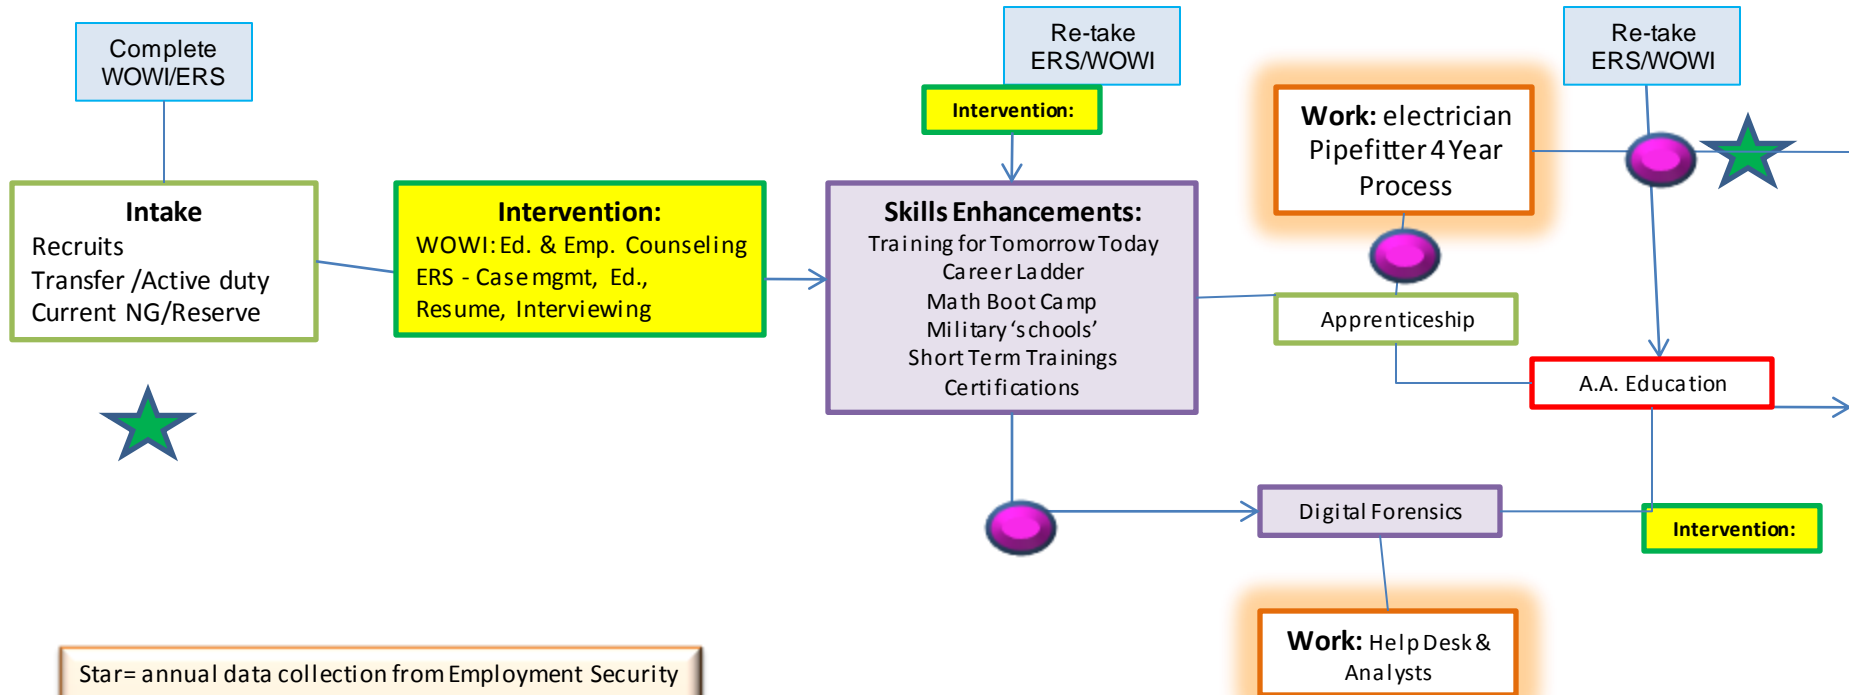 Complete
WOWI/ERS
Re-take
ERS/WOWI
Re-take
ERS/WOWI
Intervention:
Work: electrician
Pipefitter 4 Year
Process
Intake
Recruits
Transfer /Active duty
Current NG/Reserve
Intervention:
WOWI: Ed. & Emp. Counseling
ERS - Case mgmt, Ed.,
Resume, Interviewing
Skills Enhancements:
Training for Tomorrow Today
Career Ladder
Math Boot Camp
Military ‘schools’
Short Term Trainings
Certifications
Apprenticeship
A.A. Education
Digital Forensics
Intervention:
Work: Help Desk &
Analysts
Star= annual data collection from Employment Security